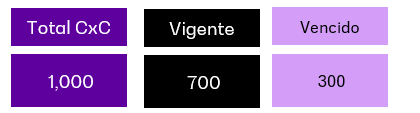 Total CxC
Vigente
Vencido
1,000
700
300